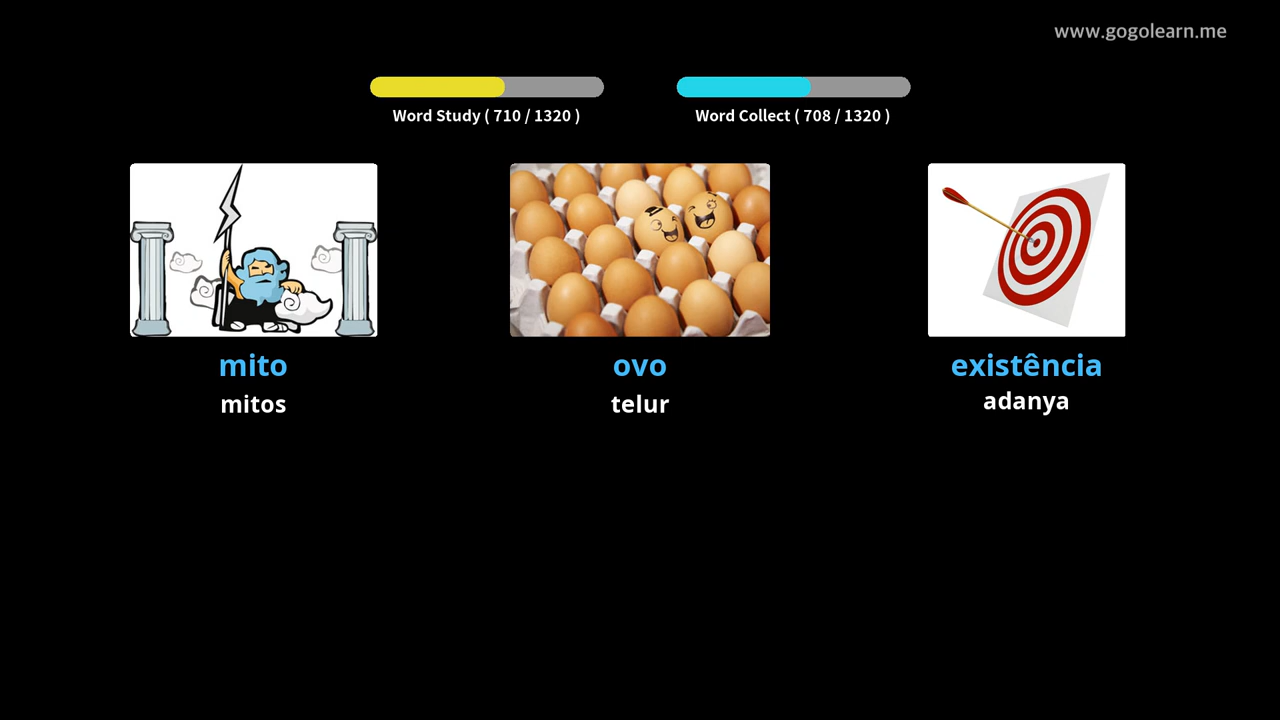 www.gogolearn.me
Word Study ( 710 / 1320 )
Word Collect ( 708 / 1320 )
mito
mitos
ovo
telur
existência
adanya